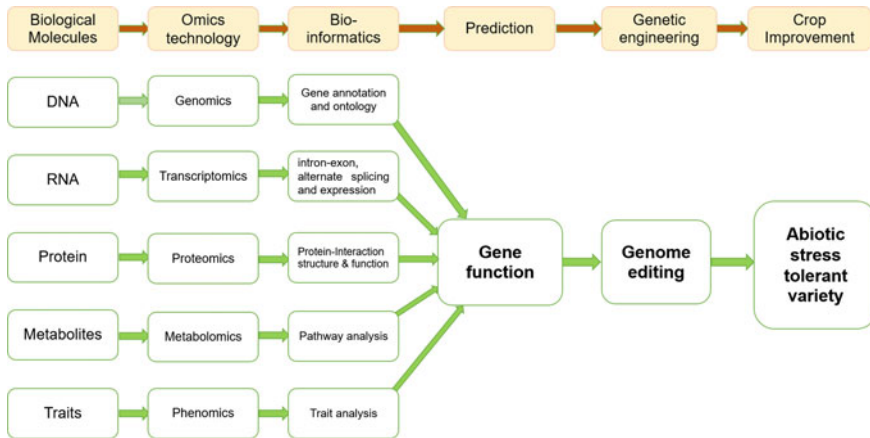 Biological
Molecules
Omics
technology
Bio-
informatics
Prediction
Genetic
engineering
Crop
Improvement
DNA
Genomics
Gene annotation
and ontology
RNA
Transcriptomics
intron-exon,
alternate splicing
and expression
Protein
Proteomics
Protein-Interaction
structure & function
Metabolites
Metabolomics
Pathway analysis
Traits
Phenomics
Trait analysis
Gene
function
Genome
editing
Abiotic
stress
tolerant
variety